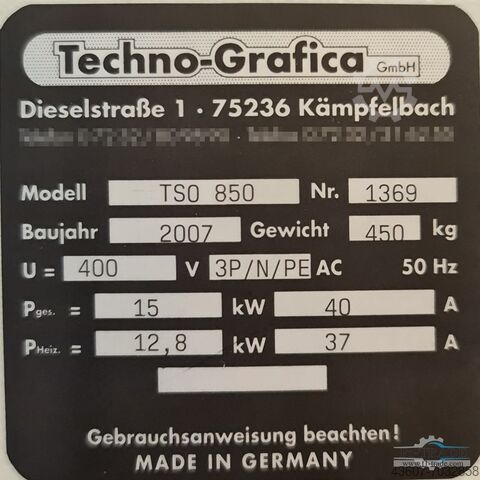 Techno-Grafica GmbH
Dieselstraße 1 · 75236 Kämpfelbach
Modell TSO 850 Nr. 1369
Baujahr 2007 Gewicht 450 kg
U = 400 V 3P/N/PE AC 50 Hz
Pges. = 15 kW 40 A
PHeiz. = 12,8 kW 37 A
Gebrauchsanweisung beachten!
MADE IN GERMANY